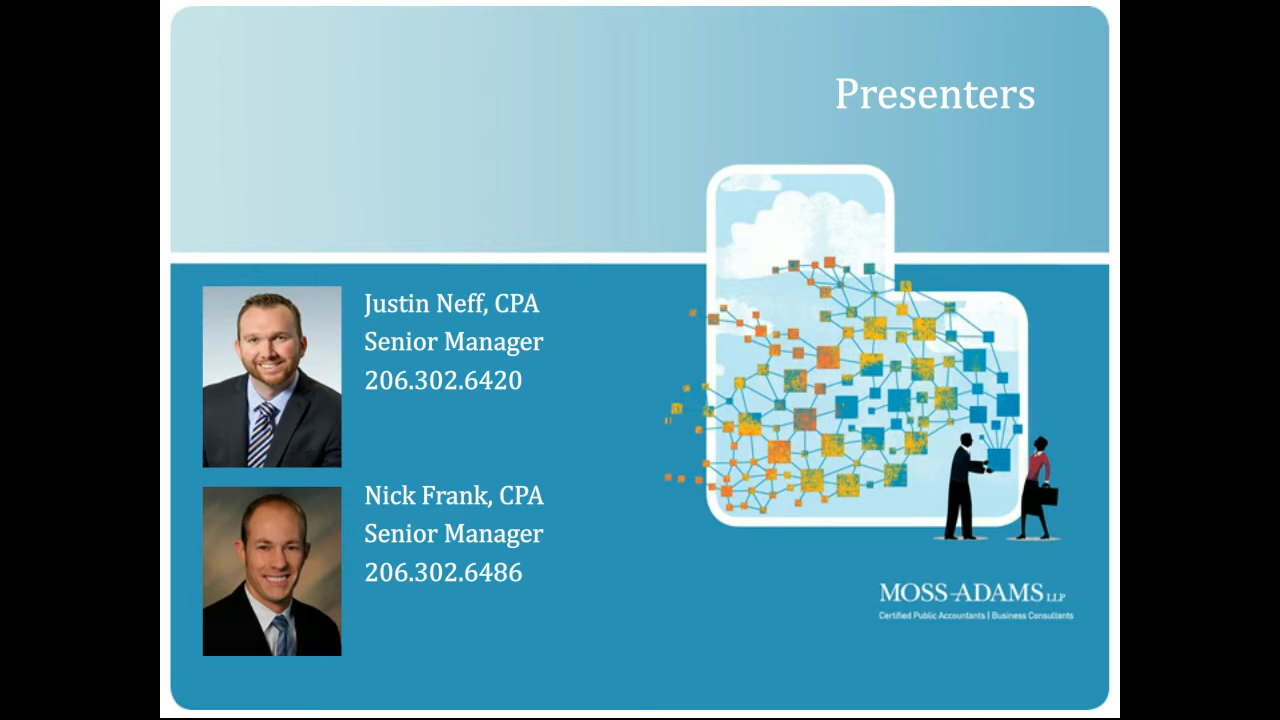 Presenters
Justin Neff, CPA
Senior Manager
206.302.6420
Nick Frank, CPA
Senior Manager
206.302.6486
MOSS-ADAMS LLP
Certified Public Accountants | Business Consultants